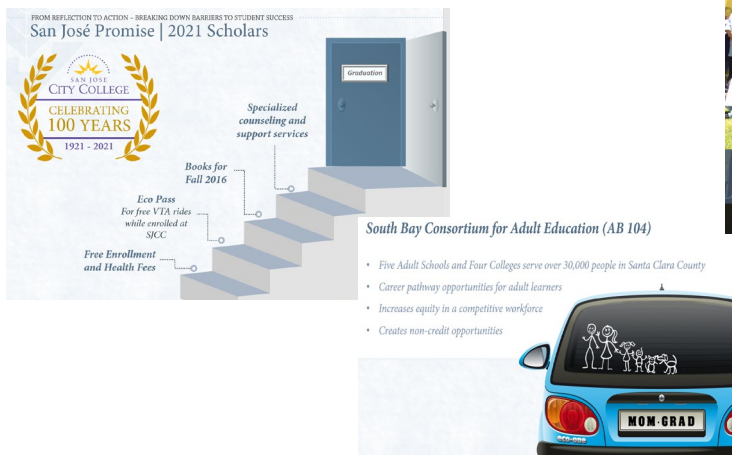 FROM REFLECTION TO ACTION – BREAKING DOWN BARRIERS TO STUDENT SUCCESS
San José Promise | 2021 Scholars
SAN JOSE
CITY COLLEGE
CELEBRATING
100 YEARS
1921 - 2021
Graduation
Specialized
counseling and
support services
Books for
Fall 2016
Eco Pass
For free VTA rides
while enrolled at
SJCC
Free Enrollment
and Health Fees
South Bay Consortium for Adult Education (AB 104)
• Five Adult Schools and Four Colleges serve over 30,000 people in Santa Clara County
• Career pathway opportunities for adult learners
• Increases equity in a competitive workforce
• Creates non-credit opportunities
MOM·GRAD
eco-one